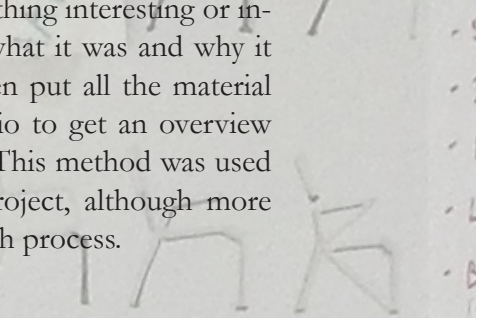 thing interesting or in-
what it was and why it
en put all the material
io to get an overview
This method was used
roject, although more
h process.